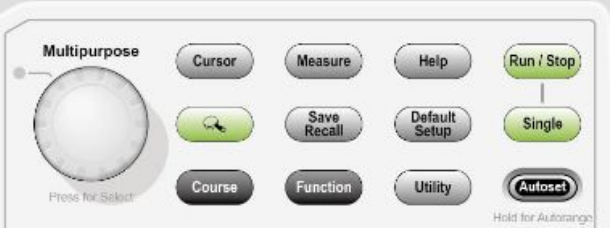 Multipurpose
Cursor
Measure
Help
Run / Stop
Save
Recall
Default
Setup
Single
Press for Select
Course
Function
Utility
Autoset
Hold for Autorange